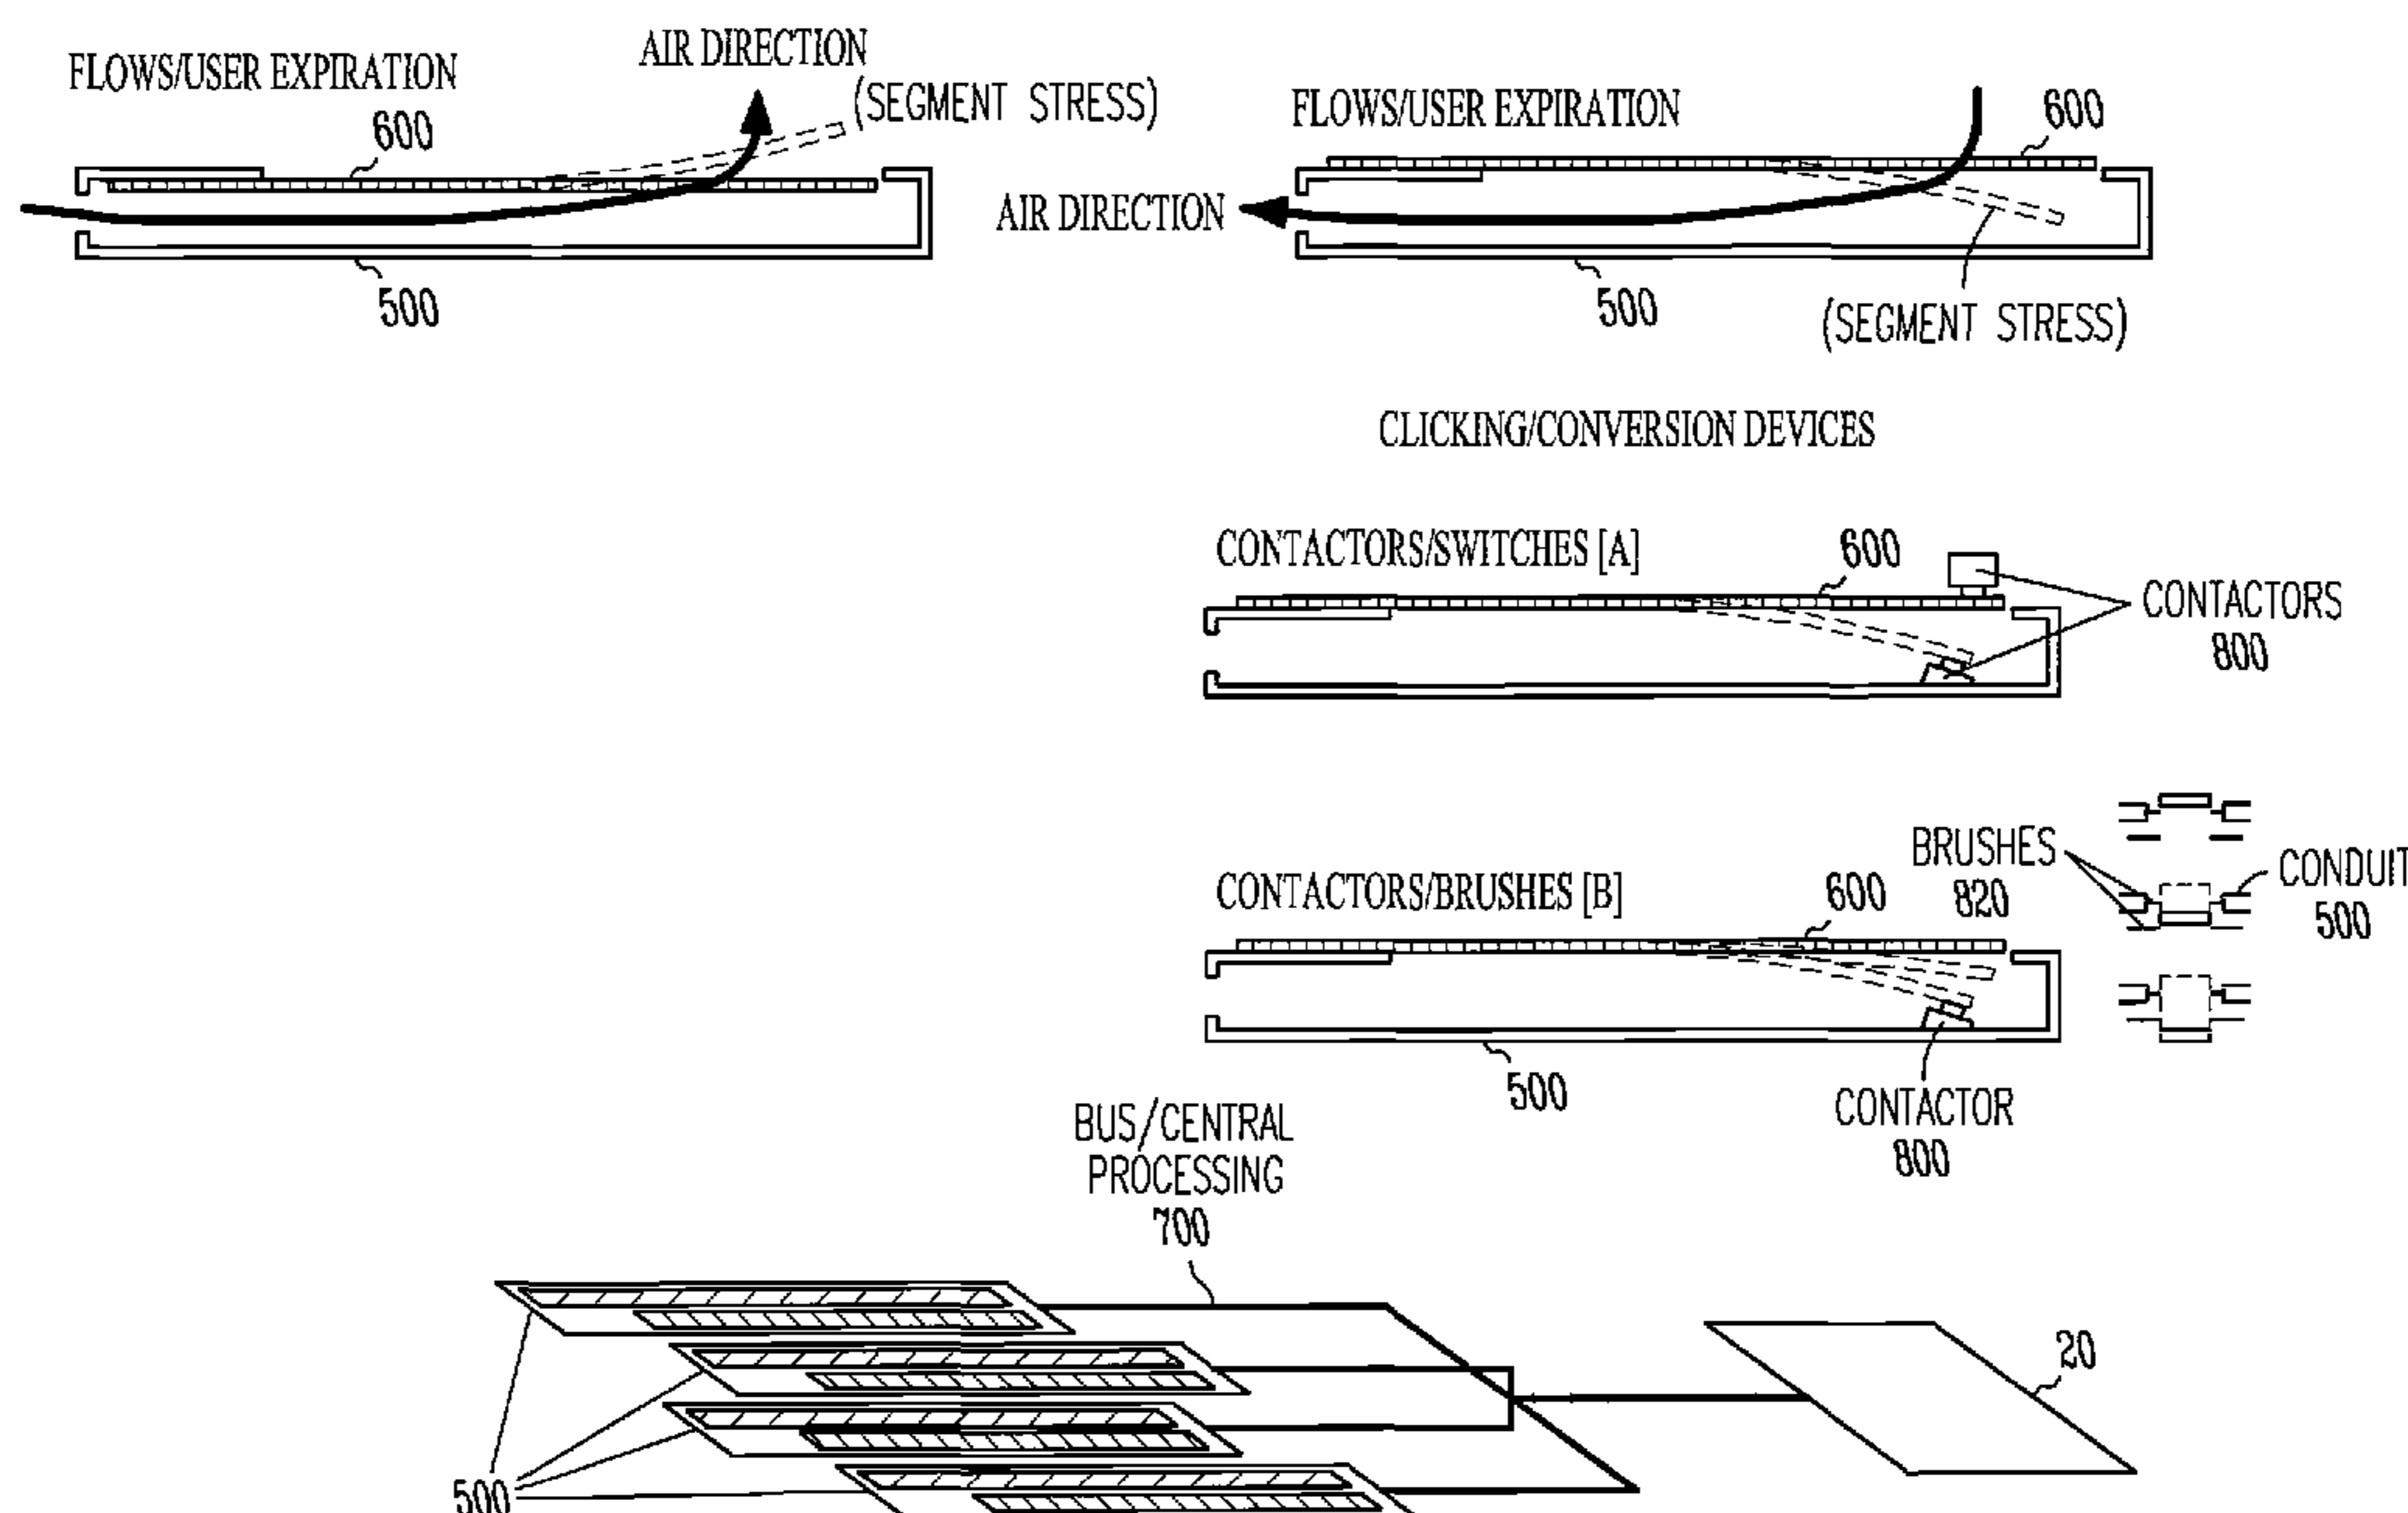 FLOWS/USER EXPIRATION
AIR DIRECTION
(SEGMENT STRESS)
600
500
FLOWS/USER EXPIRATION
600
AIR DIRECTION
500
(SEGMENT STRESS)
CLICKING/CONVERSION DEVICES
CONTACTORS/SWITCHES [A]
600
CONTACTORS
800
CONTACTORS/BRUSHES [B]
600
BRUSHES
820
CONDUIT
500
500
CONTACTOR
800
BUS/CENTRAL
PROCESSING
700
20
500